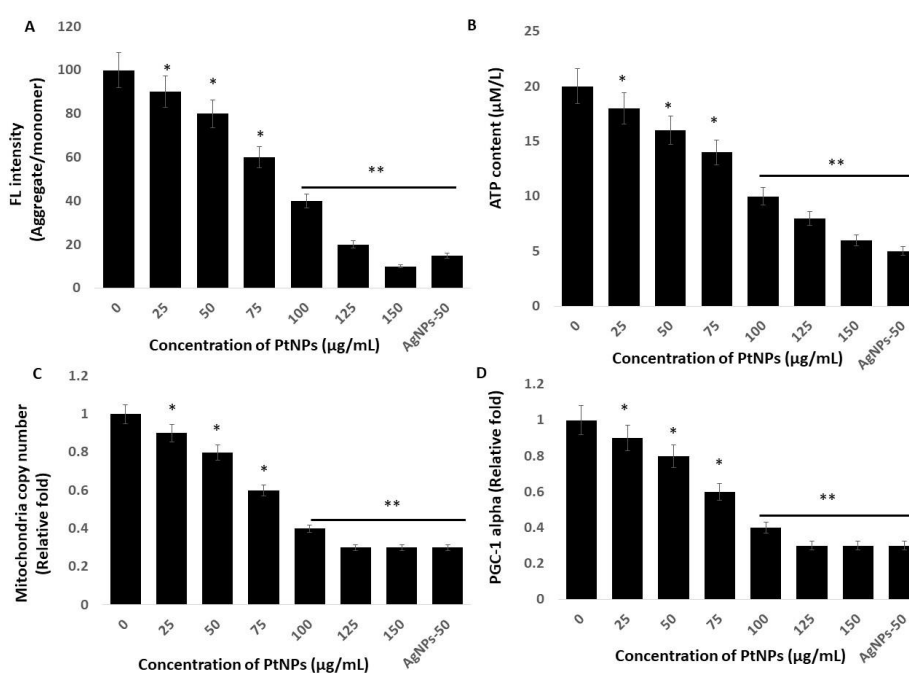 A
FL intensity
(Aggregate/monomer)
120
100
80
60
40
20
0
*
*
*
**
0 25 50 75 100 125 150 AgNPs-50
Concentration of PtNPs (µg/mL)
B
ATP content (µM/L)
25
20
15
10
5
0
*
*
*
**
0 25 50 75 100 125 150 AgNPs-50
Concentration of PtNPs (µg/mL)
C
Mitochondria copy number
(Relative fold)
1.2
1
0.8
0.6
0.4
0.2
0
*
*
*
**
0 25 50 75 100 125 150 AgNPs-50
Concentration of PtNPs (µg/mL)
D
PGC-1 alpha (Relative fold)
1.2
1
0.8
0.6
0.4
0.2
0
*
*
*
**
0 25 50 75 100 125 150 AgNPs-50
Concentration of PtNPs (µg/mL)